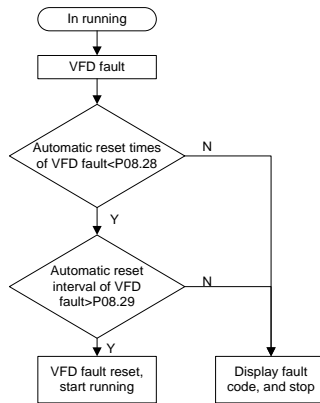 In running
VFD fault
Automatic reset times
of VFD fault<P08.28
N
Y
Automatic reset
interval of VFD
fault>P08.29
N
Y
VFD fault reset,
start running
Display fault
code, and stop